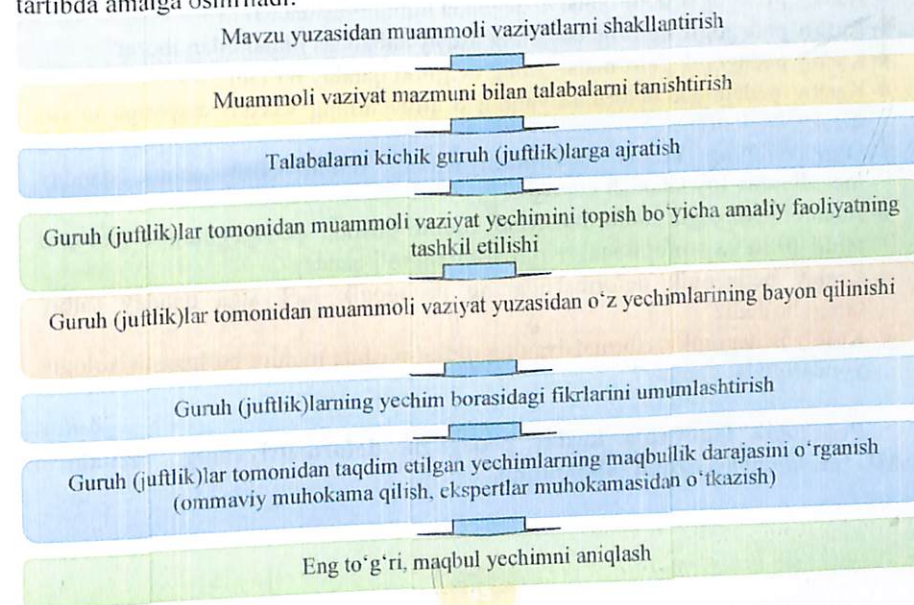 tartibda amalga oshiriladi.
Mavzu yuzasidan muammoli vaziyatlarni shakllantirish
Muammoli vaziyat mazmuni bilan talabalarni tanishtirish
Talabalarni kichik guruh (juftlik)larga ajratish
Guruh (juftlik)lar tomonidan muammoli vaziyat yechimini topish bo‘yicha amaliy faoliyatning
tashkil etilishi
Guruh (juftlik)lar tomonidan muammoli vaziyat yuzasidan o‘z yechimlarining bayon qilinishi
Guruh (juftlik)larning yechim borasidagi fikrlarini umumlashtirish
Guruh (juftlik)lar tomonidan taqdim etilgan yechimlarning maqbullik darajasini o‘rganish
(ommaviy muhokama qilish, ekspertlar muhokamasidan o‘tkazish)
Eng to‘g‘ri, maqbul yechimni aniqlash